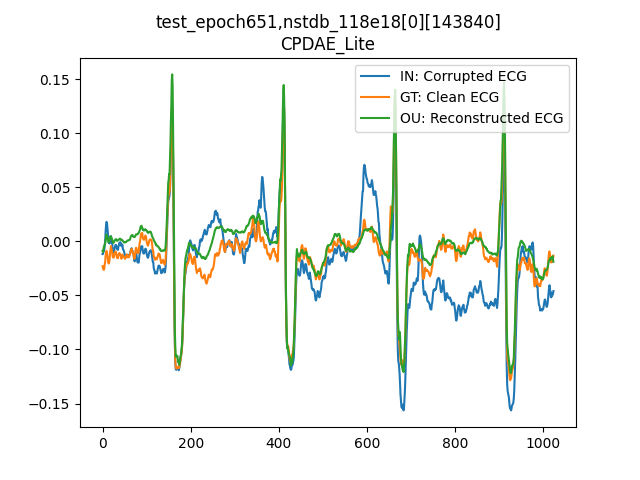 test_epoch651,nstdb_118e18[0][143840]
CPDAE_Lite
IN: Corrupted ECG
GT: Clean ECG
OU: Reconstructed ECG
0.15
0.10
0.05
0.00
−0.05
−0.10
−0.15
0 200 400 600 800 1000